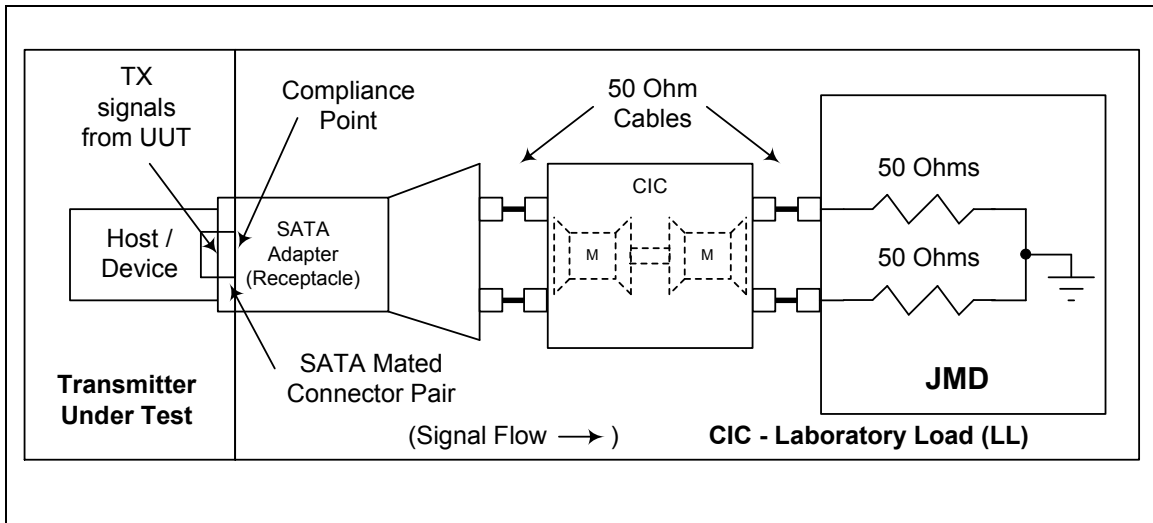 TX
signals
from UUT
Compliance
Point
50 Ohm
Cables
Host /
Device
SATA
Adapter
(Receptacle)
CIC
M
M
50 Ohms
50 Ohms
JMD
SATA Mated
Connector Pair
Transmitter
Under Test
(Signal Flow → )
CIC - Laboratory Load (LL)